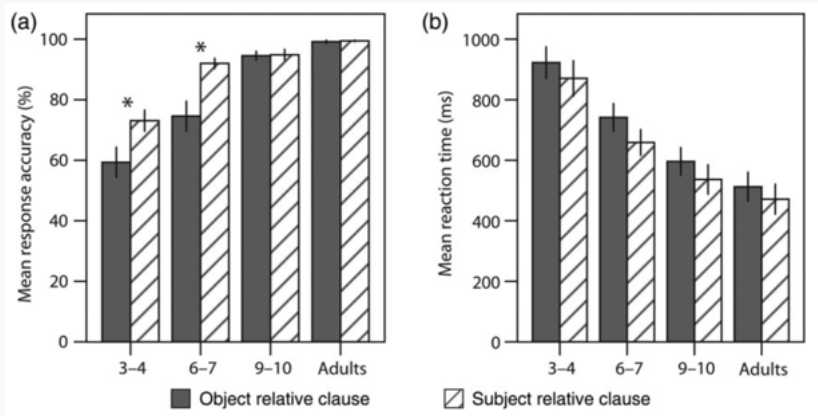 (a)
Mean response accuracy (%)
100
80
60
40
20
0
*
*
3–4 6–7 9–10 Adults
(b)
Mean reaction time (ms)
1000
800
600
400
200
0
3–4 6–7 9–10 Adults
Object relative clause Subject relative clause